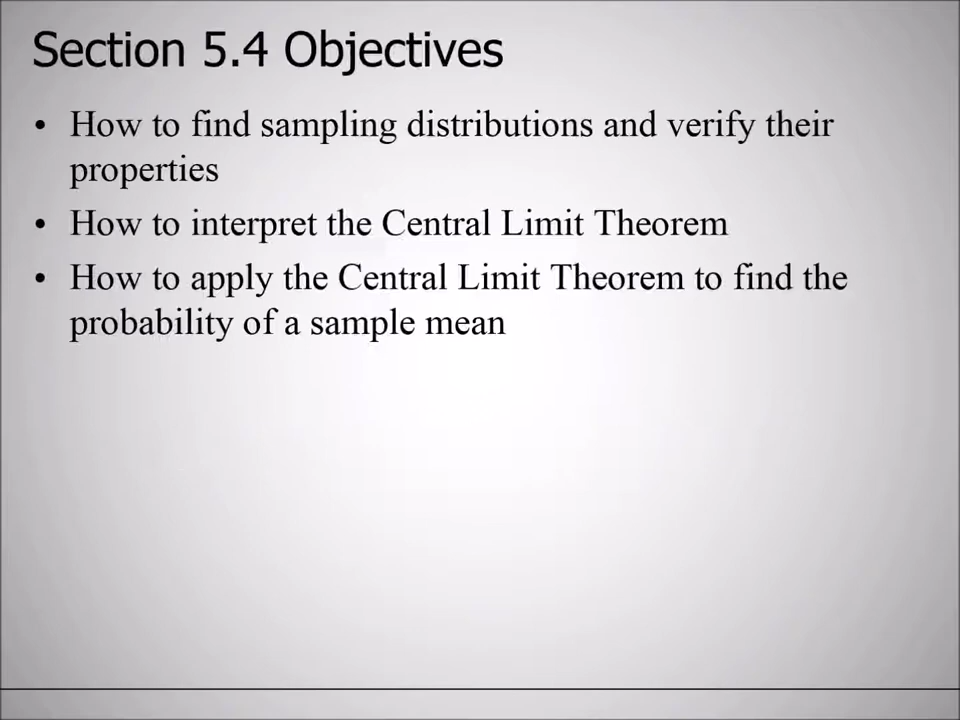 Section 5.4 Objectives
• How to find sampling distributions and verify their
properties
• How to interpret the Central Limit Theorem
• How to apply the Central Limit Theorem to find the
probability of a sample mean